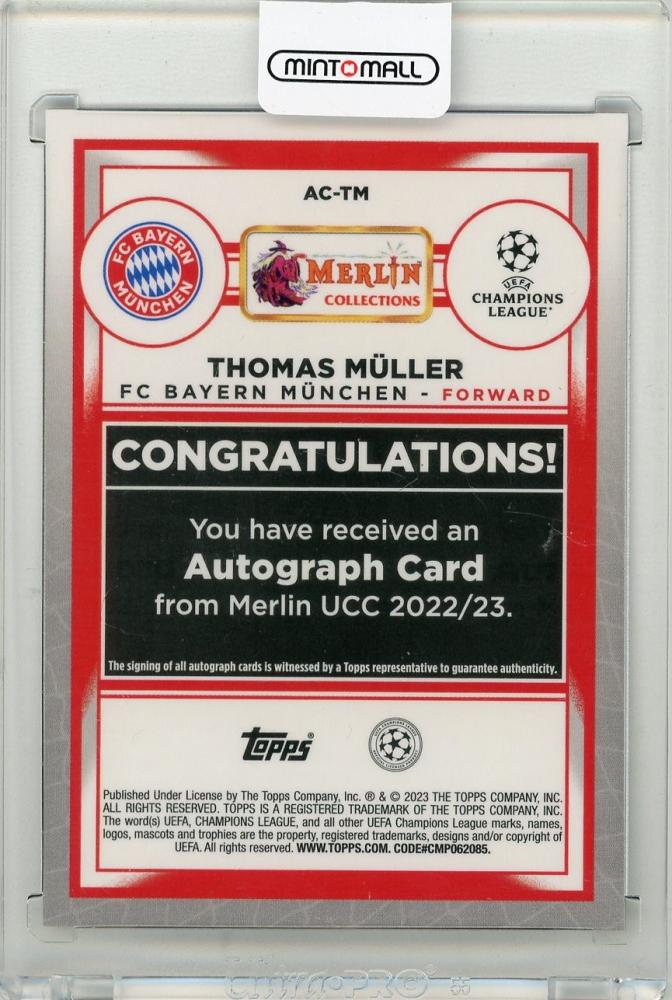 MINTOMALL
AC-TM
FC BAYERN MÜNCHEN
MERLIN
COLLECTIONS
UEFA
CHAMPIONS
LEAGUE®
THOMAS MÜLLER
FC BAYERN MÜNCHEN - FORWARD
CONGRATULATIONS!
You have received an
Autograph Card
from Merlin UCC 2022/23.
The signing of all autograph cards is witnessed by a Topps representative to guarantee authenticity.
topps®
Published Under License by The Topps Company, Inc. ® & © 2023 THE TOPPS COMPANY, INC.
ALL RIGHTS RESERVED. TOPPS IS A REGISTERED TRADEMARK OF THE TOPPS COMPANY, INC.
The word(s) UEFA, CHAMPIONS LEAGUE, and all other UEFA Champions League marks, names,
logos, mascots and trophies are the property, registered trademarks, designs and/or copyright of
UEFA. All rights reserved. WWW.TOPPS.COM. CODE#CMP062085.